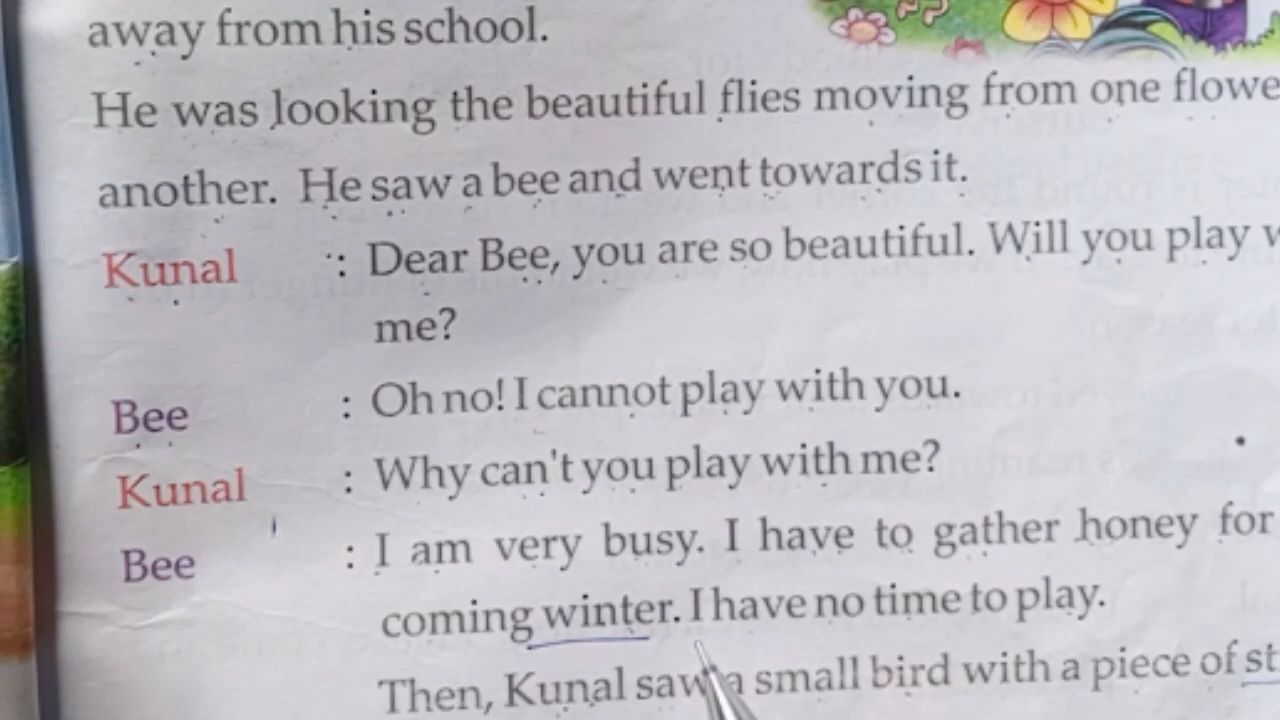 away from his school.
He was looking the beautiful flies moving from one
another. He saw a bee and went towards it.
Kunal : Dear Bee, you are so beautiful. Will you play
me?
Bee : Oh no! I cannot play with you.
Kunal : Why can't you play with me?
Bee : I am very busy. I have to gather honey for
coming winter. I have no time to play.
Then, Kunal saw a small bird with a piece of